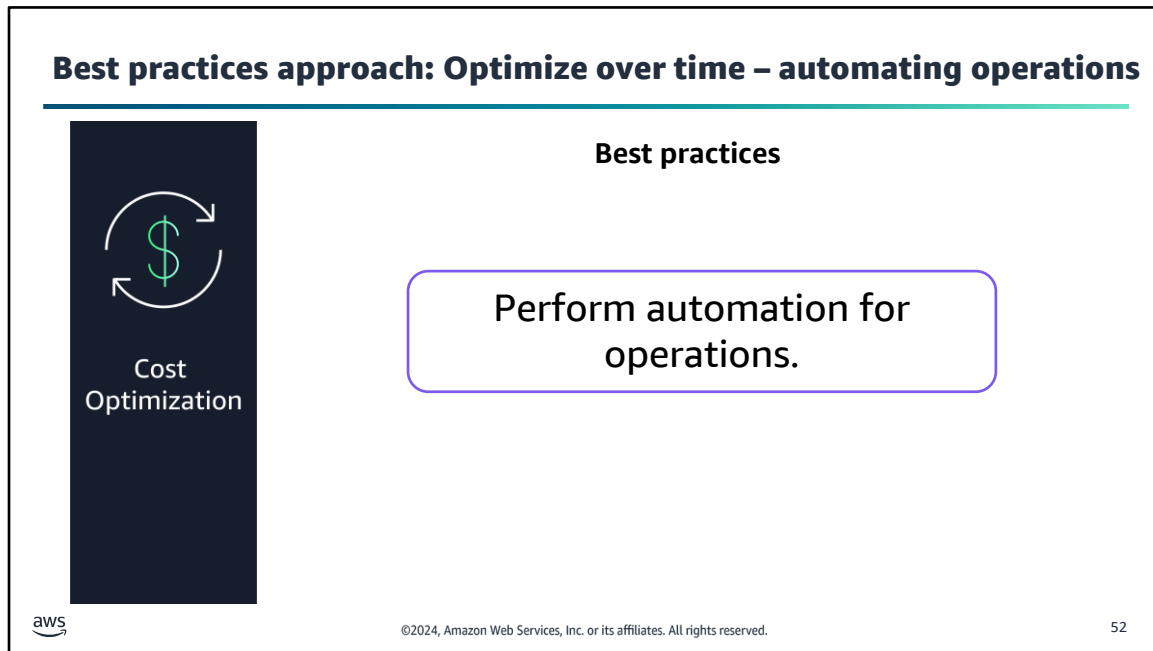 Best practices approach: Optimize over time – automating operations
Best practices
Perform automation for
operations.
Cost
Optimization
aws
©2024, Amazon Web Services, Inc. or its affiliates. All rights reserved.
52